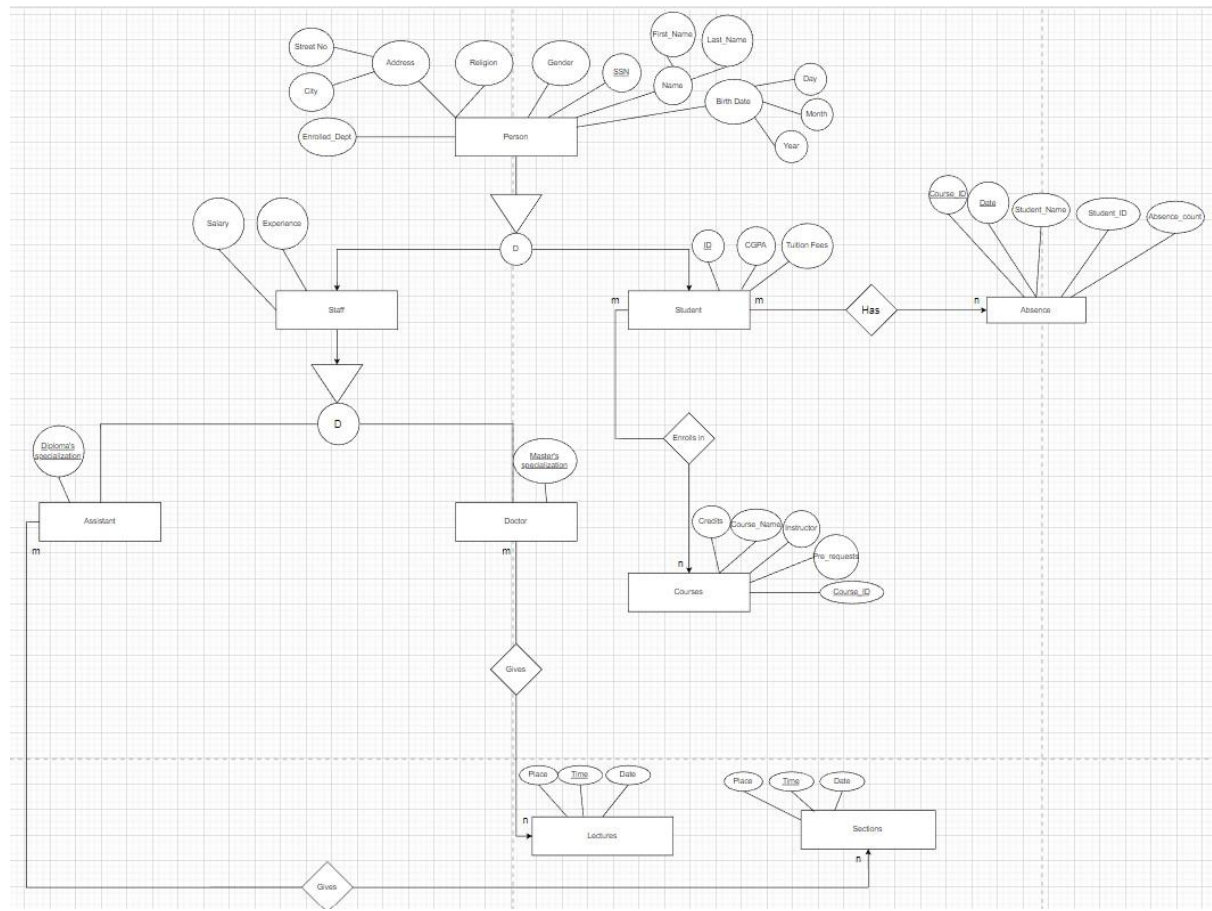 First_Name
Last_Name
Street No
Address
Religion
Gender
SSN
Name
Day
City
Birth Date
Month
Enrolled_Dept
Person
Year
Course_ID
Date
Student_Name
Student_ID
Absence_count
Salary
Experience
D
ID
CGPA
Tuition Fees
m
m
n
Staff
Student
Has
Absence
D
Enrolls in
Diploma's
specialization
Master's
specialization
Assistant
Doctor
Credits
Course_Name
Instructor
m
m
Pre_requests
n
Courses
Course_ID
Gives
Place
Time
Date
Place
Time
Date
n
Lectures
Sections
n
Gives